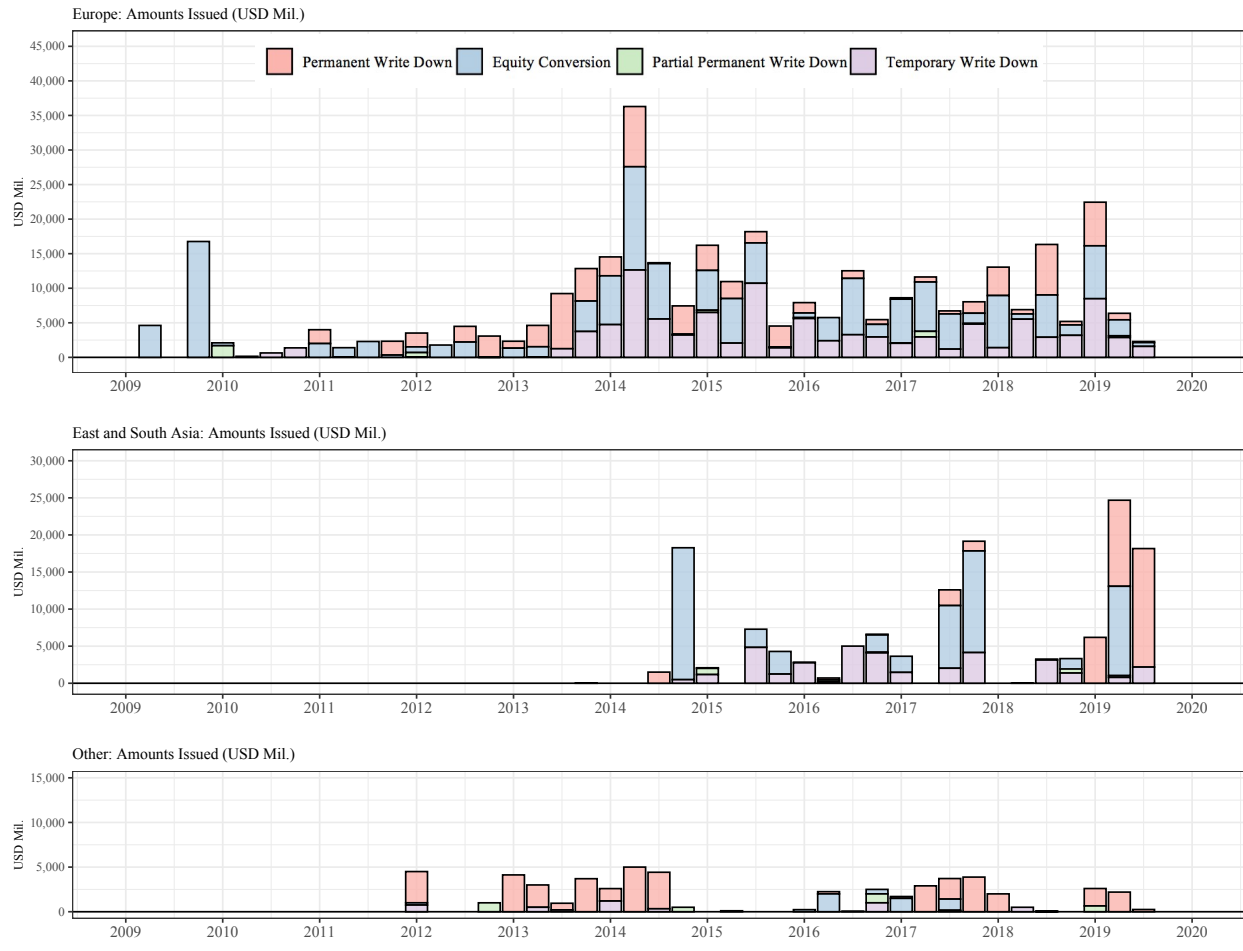 Europe: Amounts Issued (USD Mil.)
Permanent Write Down Equity Conversion Partial Permanent Write Down Temporary Write Down
USD Mil.
45,000
40,000
35,000
30,000
25,000
20,000
15,000
10,000
5,000
0
2009 2010 2011 2012 2013 2014 2015 2016 2017 2018 2019 2020
East and South Asia: Amounts Issued (USD Mil.)
USD Mil.
30,000
25,000
20,000
15,000
10,000
5,000
0
2009 2010 2011 2012 2013 2014 2015 2016 2017 2018 2019 2020
Other: Amounts Issued (USD Mil.)
USD Mil.
15,000
10,000
5,000
0
2009 2010 2011 2012 2013 2014 2015 2016 2017 2018 2019 2020